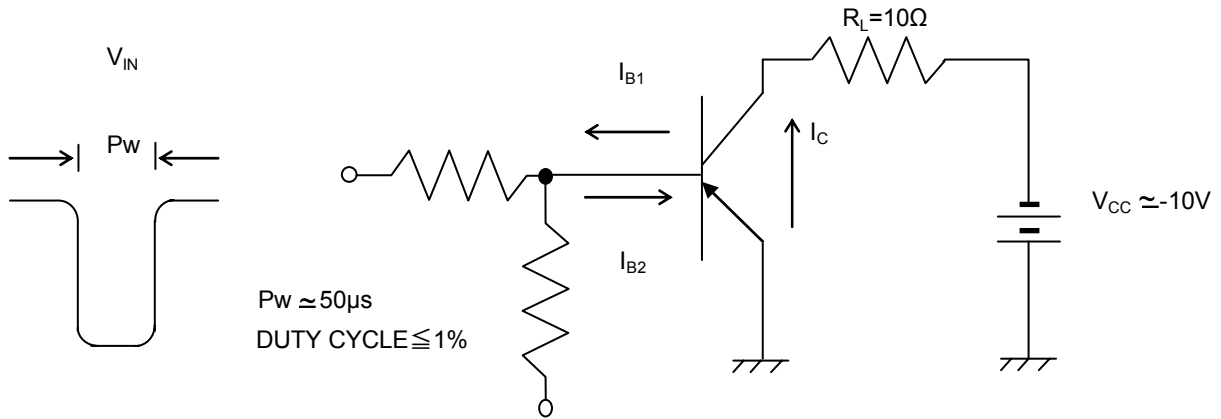 R_L=10Ω
V_IN
I_B1
Pw
I_C
V_CC ≃-10V
I_B2
Pw ≃50µs
DUTY CYCLE≦1%